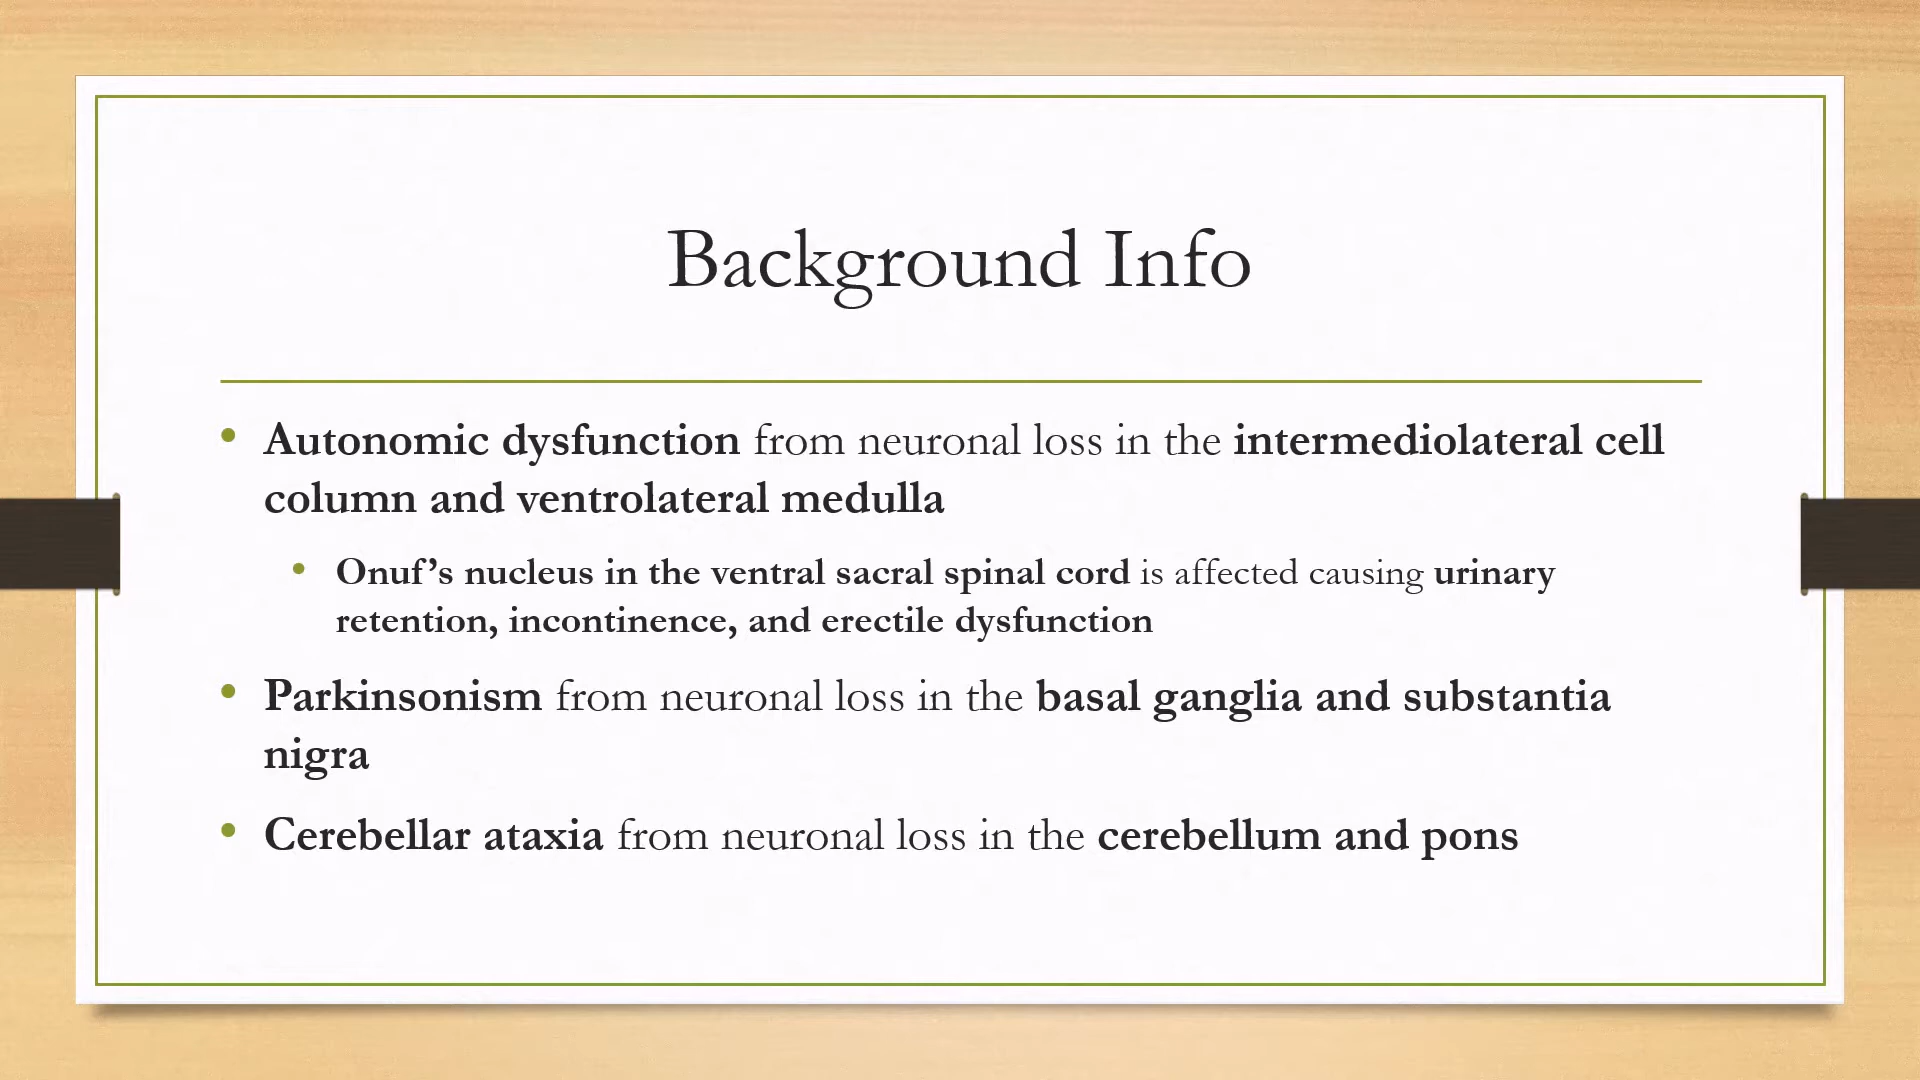 Background Info
• Autonomic dysfunction from neuronal loss in the intermediolateral cell
column and ventrolateral medulla
• Onuf’s nucleus in the ventral sacral spinal cord is affected causing urinary
retention, incontinence, and erectile dysfunction
• Parkinsonism from neuronal loss in the basal ganglia and substantia
nigra
• Cerebellar ataxia from neuronal loss in the cerebellum and pons